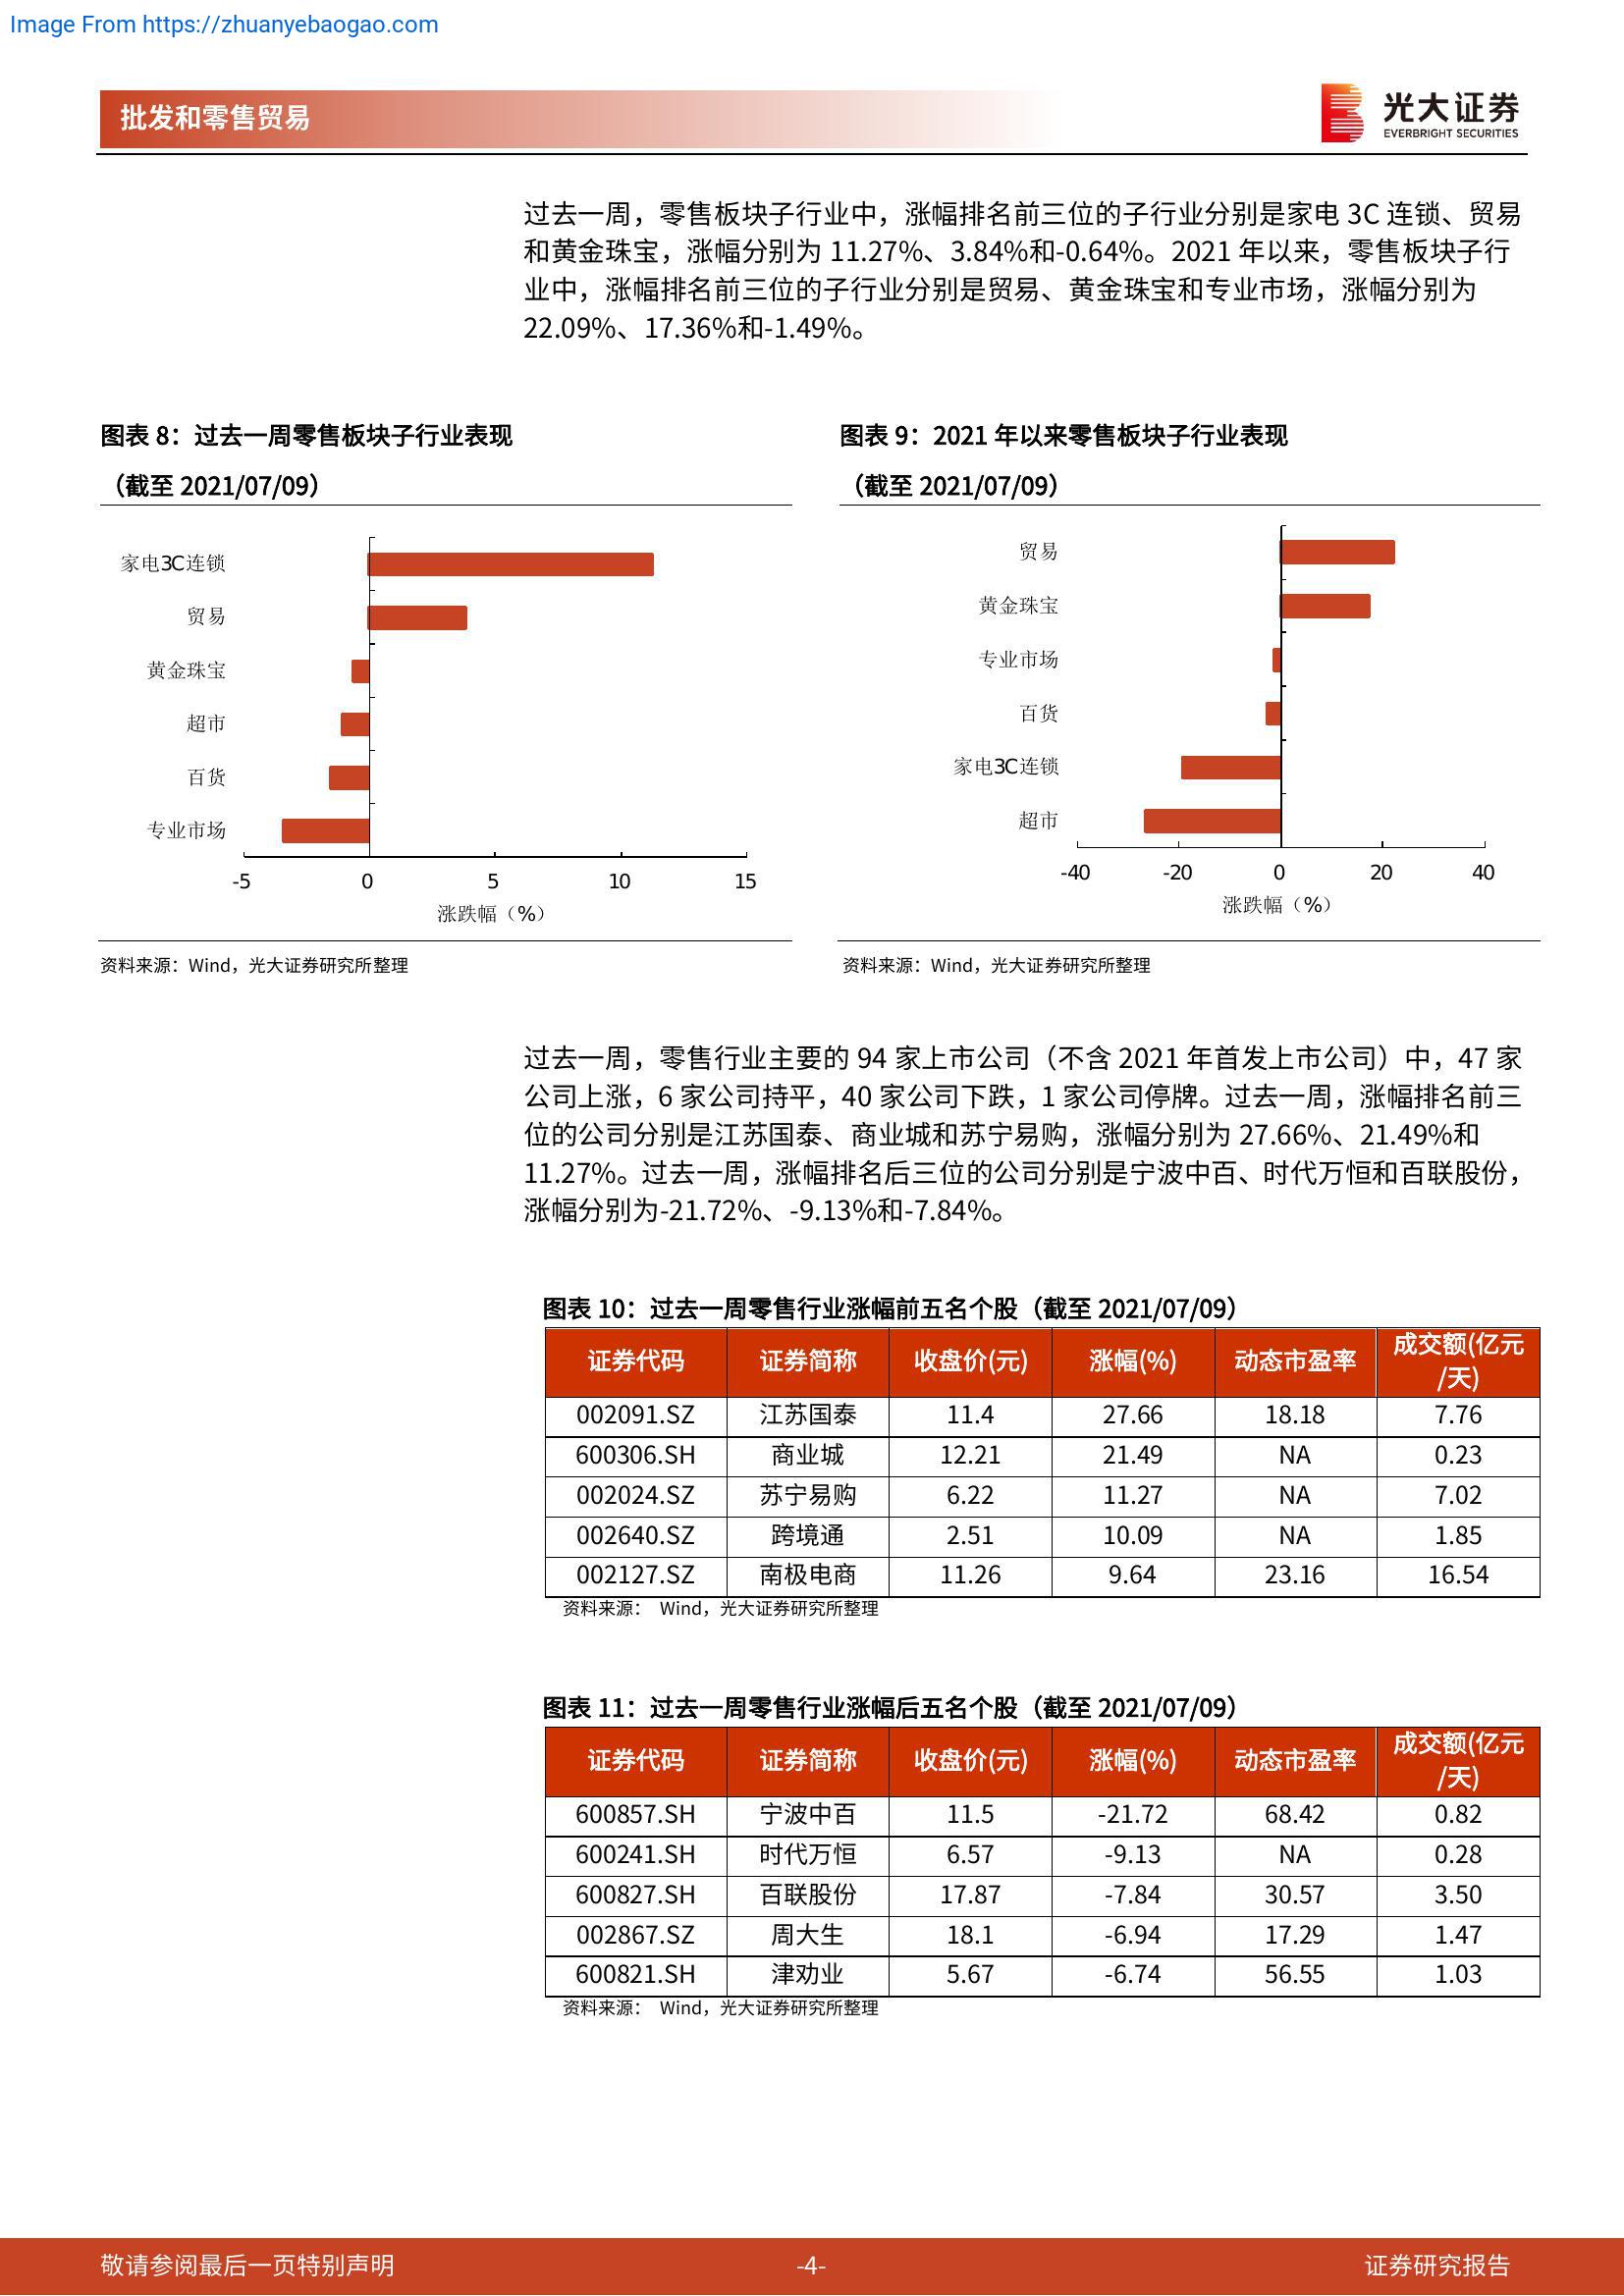 Image From https://zhuanyebaogao.com
批发和零售贸易
光大证券
EVERBRIGHT SECURITIES
过去一周，零售板块子行业中，涨幅排名前三位的子行业分别是家电 3C 连锁、贸易
和黄金珠宝，涨幅分别为 11.27%、3.84%和-0.64%。2021 年以来，零售板块子行
业中，涨幅排名前三位的子行业分别是贸易、黄金珠宝和专业市场，涨幅分别为
22.09%、17.36%和-1.49%。
图表 8：过去一周零售板块子行业表现
（截至 2021/07/09）
家电3C连锁
贸易
黄金珠宝
超市
百货
专业市场
-5 0 5 10 15
涨跌幅（%）
资料来源：Wind，光大证券研究所整理
图表 9：2021 年以来零售板块子行业表现
（截至 2021/07/09）
贸易
黄金珠宝
专业市场
百货
家电3C连锁
超市
-40 -20 0 20 40
涨跌幅（%）
资料来源：Wind，光大证券研究所整理
过去一周，零售行业主要的 94 家上市公司（不含 2021 年首发上市公司）中，47 家
公司上涨，6 家公司持平，40 家公司下跌，1 家公司停牌。过去一周，涨幅排名前三
位的公司分别是江苏国泰、商业城和苏宁易购，涨幅分别为 27.66%、21.49%和
11.27%。过去一周，涨幅排名后三位的公司分别是宁波中百、时代万恒和百联股份，
涨幅分别为-21.72%、-9.13%和-7.84%。
图表 10：过去一周零售行业涨幅前五名个股（截至 2021/07/09）
证券代码 证券简称 收盘价(元) 涨幅(%) 动态市盈率 成交额(亿元
/天)
002091.SZ 江苏国泰 11.4 27.66 18.18 7.76
600306.SH 商业城 12.21 21.49 NA 0.23
002024.SZ 苏宁易购 6.22 11.27 NA 7.02
002640.SZ 跨境通 2.51 10.09 NA 1.85
002127.SZ 南极电商 11.26 9.64 23.16 16.54
资料来源： Wind，光大证券研究所整理
图表 11：过去一周零售行业涨幅后五名个股（截至 2021/07/09）
证券代码 证券简称 收盘价(元) 涨幅(%) 动态市盈率 成交额(亿元
/天)
600857.SH 宁波中百 11.5 -21.72 68.42 0.82
600241.SH 时代万恒 6.57 -9.13 NA 0.28
600827.SH 百联股份 17.87 -7.84 30.57 3.50
002867.SZ 周大生 18.1 -6.94 17.29 1.47
600821.SH 津劝业 5.67 -6.74 56.55 1.03
资料来源： Wind，光大证券研究所整理
敬请参阅最后一页特别声明 -4- 证券研究报告